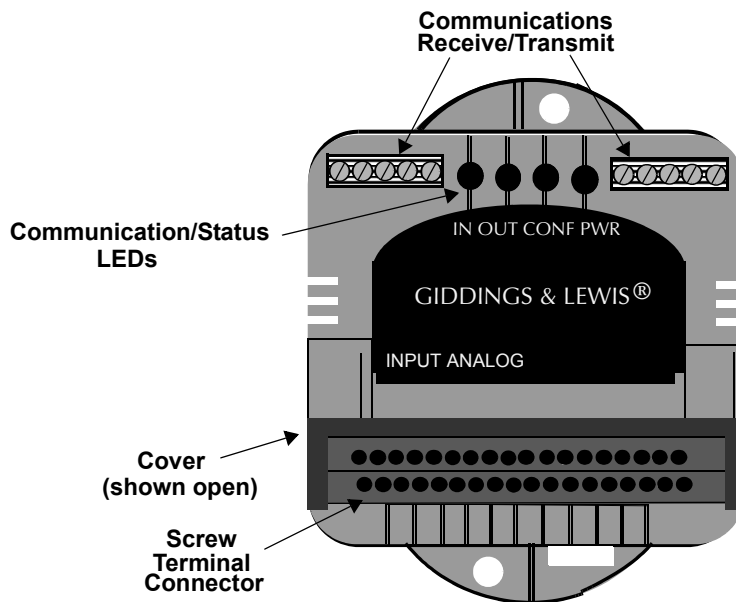 Communications
Receive/Transmit
Communication/Status
LEDs
IN OUT CONF PWR
GIDDINGS & LEWIS®
INPUT ANALOG
Cover
(shown open)
Screw
Terminal
Connector